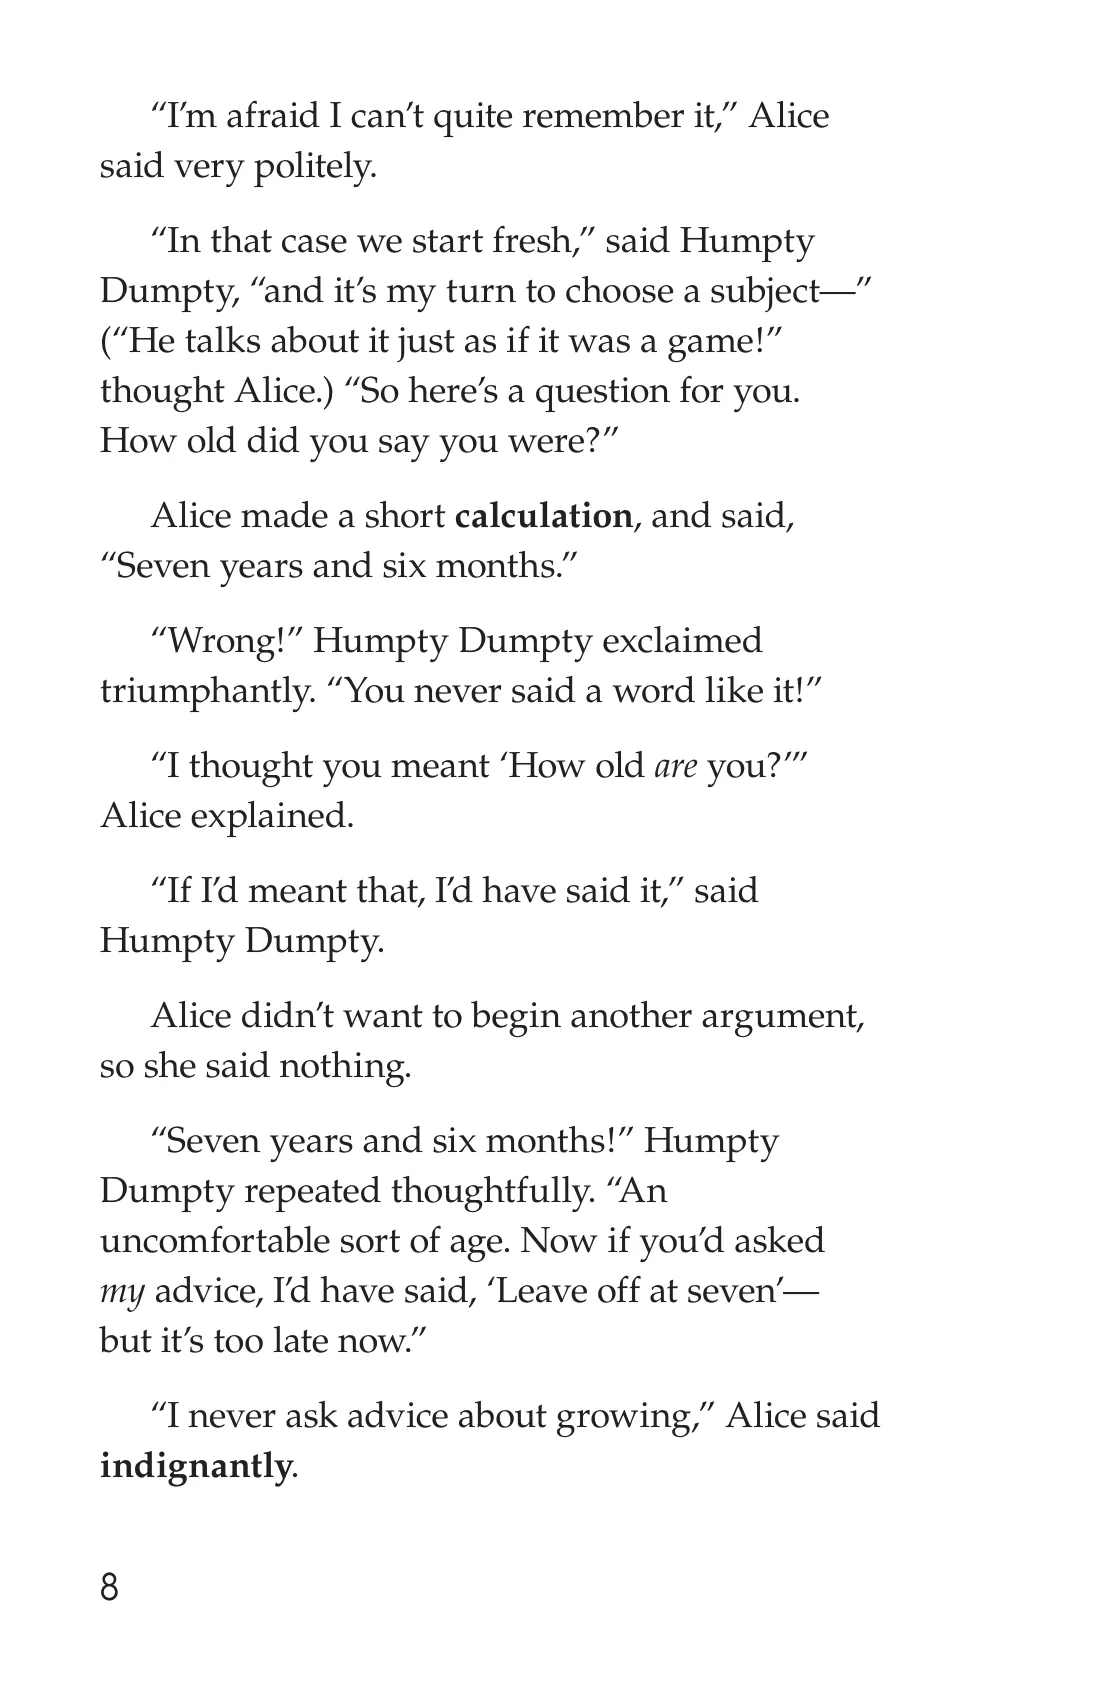 “I’m afraid I can’t quite remember it,” Alice
said very politely.
“In that case we start fresh,” said Humpty
Dumpty, “and it’s my turn to choose a subject—”
(“He talks about it just as if it was a game!”
thought Alice.) “So here’s a question for you.
How old did you say you were?”
Alice made a short calculation, and said,
“Seven years and six months.”
“Wrong!” Humpty Dumpty exclaimed
triumphantly. “You never said a word like it!”
“I thought you meant ‘How old are you?’”
Alice explained.
“If I’d meant that, I’d have said it,” said
Humpty Dumpty.
Alice didn’t want to begin another argument,
so she said nothing.
“Seven years and six months!” Humpty
Dumpty repeated thoughtfully. “An
uncomfortable sort of age. Now if you’d asked
my advice, I’d have said, ‘Leave off at seven’—
but it’s too late now.”
“I never ask advice about growing,” Alice said
indignantly.
8